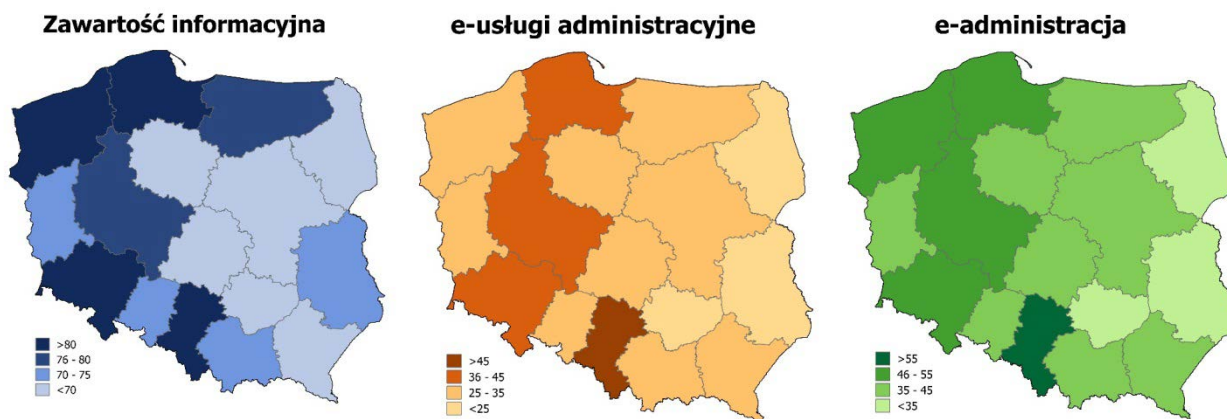 Zawartość informacyjna
e-usługi administracyjne
e-administracja
>80
76 - 80
70 - 75
<70
>45
36 - 45
25 - 35
<25
>55
46 - 55
35 - 45
<35